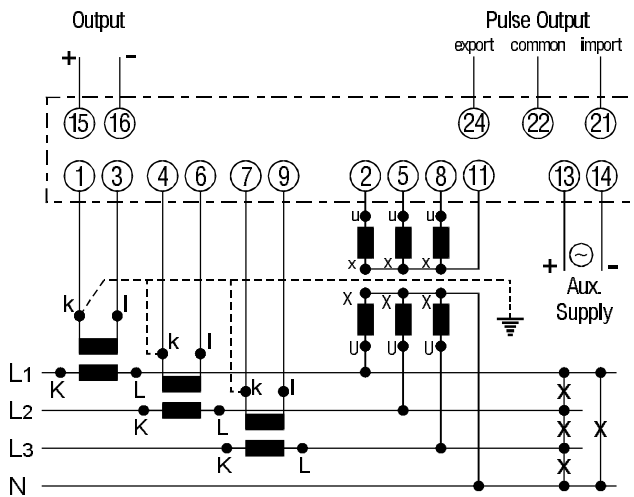 Output
Pulse Output
export common import
+ -
15 16 24 22 21
1 3 4 6 7 9 2 5 8 11 13 14
u u u
x x x
~
+ -
Aux.
Supply
X X X
U U U
k l
k l
k l
L1
K L
L2
K L
L3
K L
N
X
X X
X